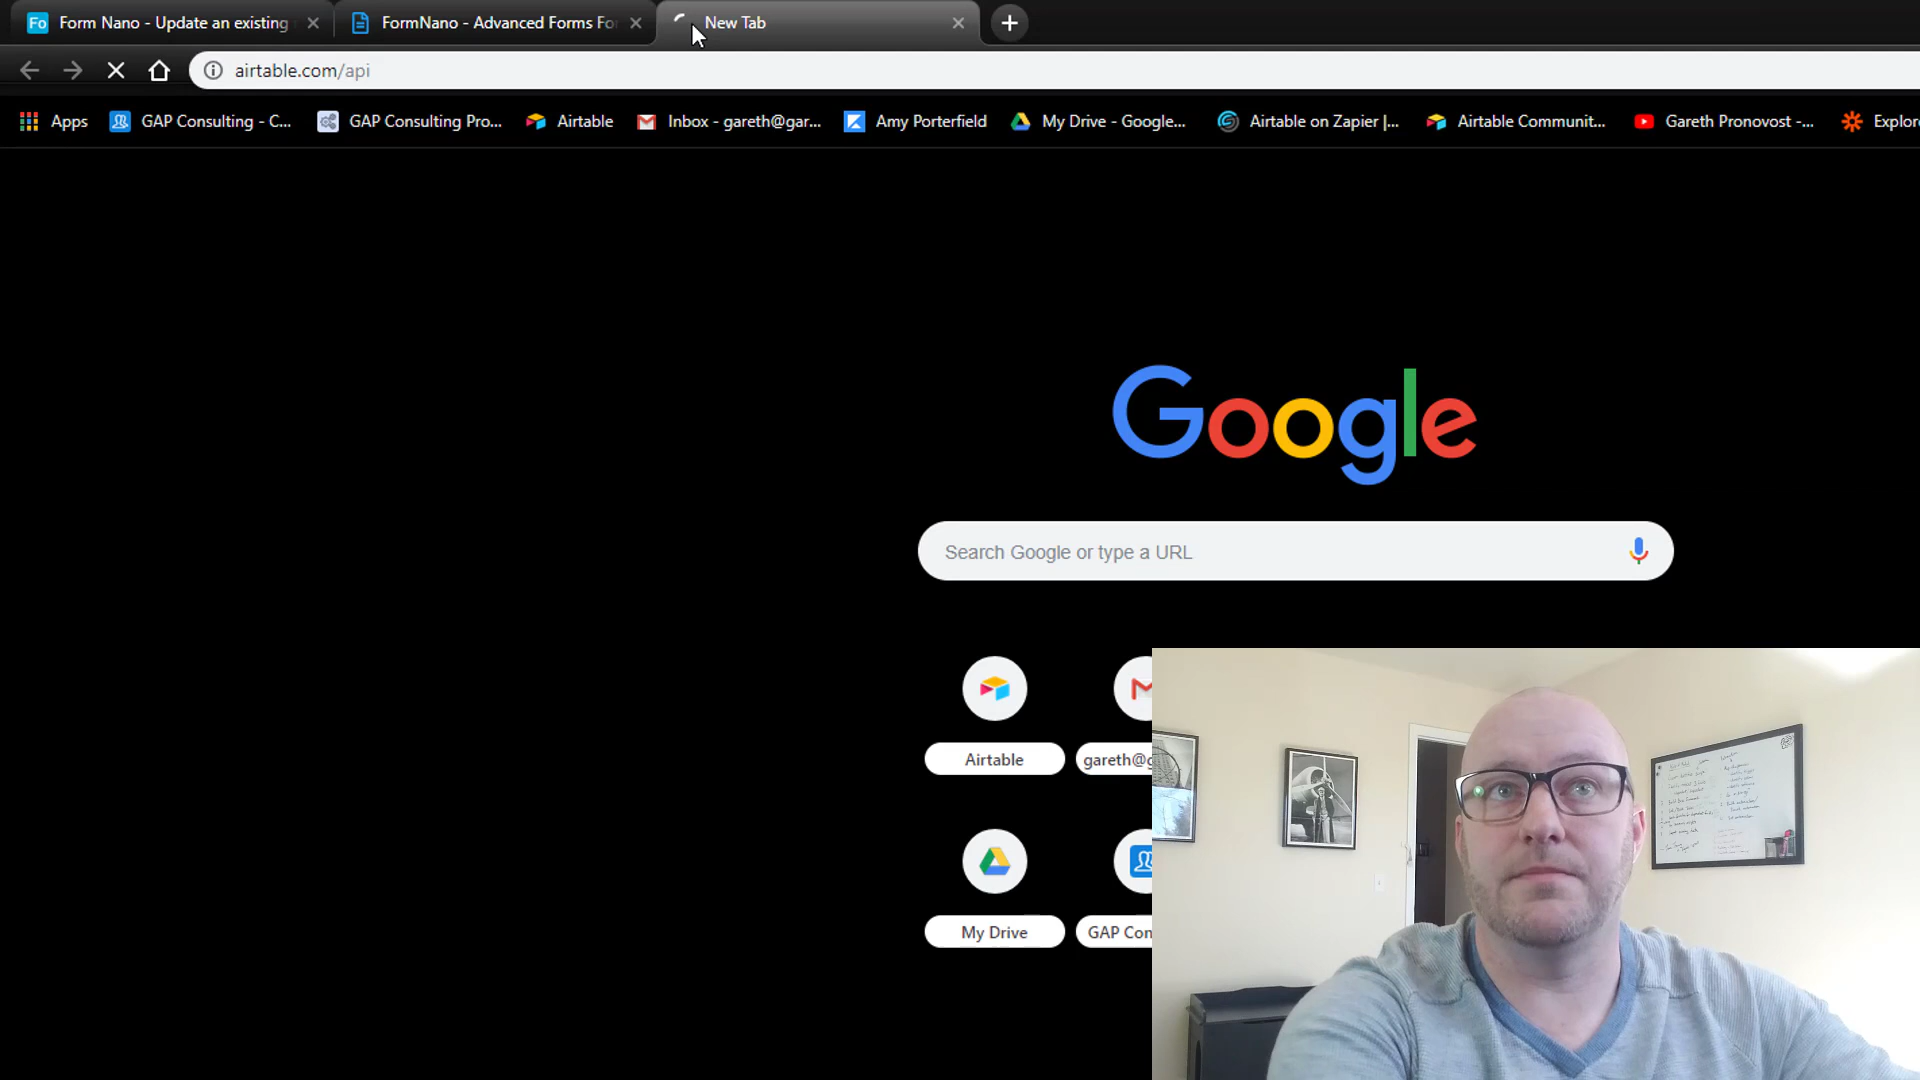 Fo Form Nano - Update an existing
FormNano - Advanced Forms Fo
New Tab
airtable.com/api
Apps
GAP Consulting - C...
GAP Consulting Pro...
Airtable
Inbox - gareth@gar...
Amy Porterfield
My Drive - Google...
Airtable on Zapier |...
Airtable Communit...
Gareth Pronovost -...
Explor
Google
Search Google or type a URL
Airtable
gareth@g
My Drive
GAP Con